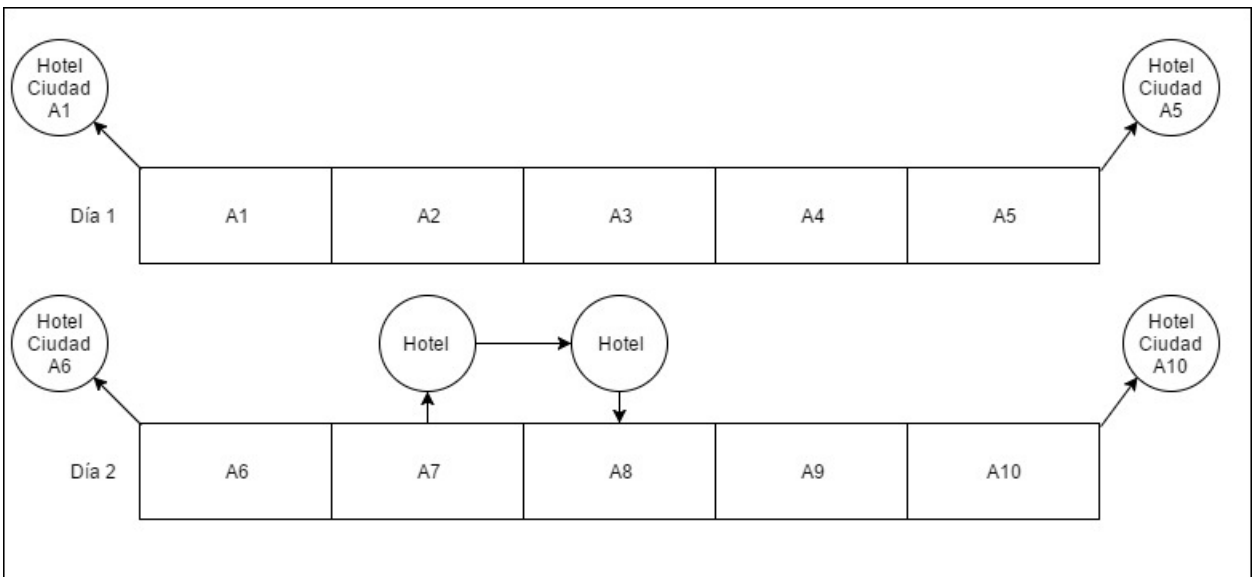 Hotel
Ciudad
A1
Hotel
Ciudad
A5
Día 1
A1
A2
A3
A4
A5
Hotel
Ciudad
A6
Hotel
Hotel
Hotel
Ciudad
A10
Día 2
A6
A7
A8
A9
A10